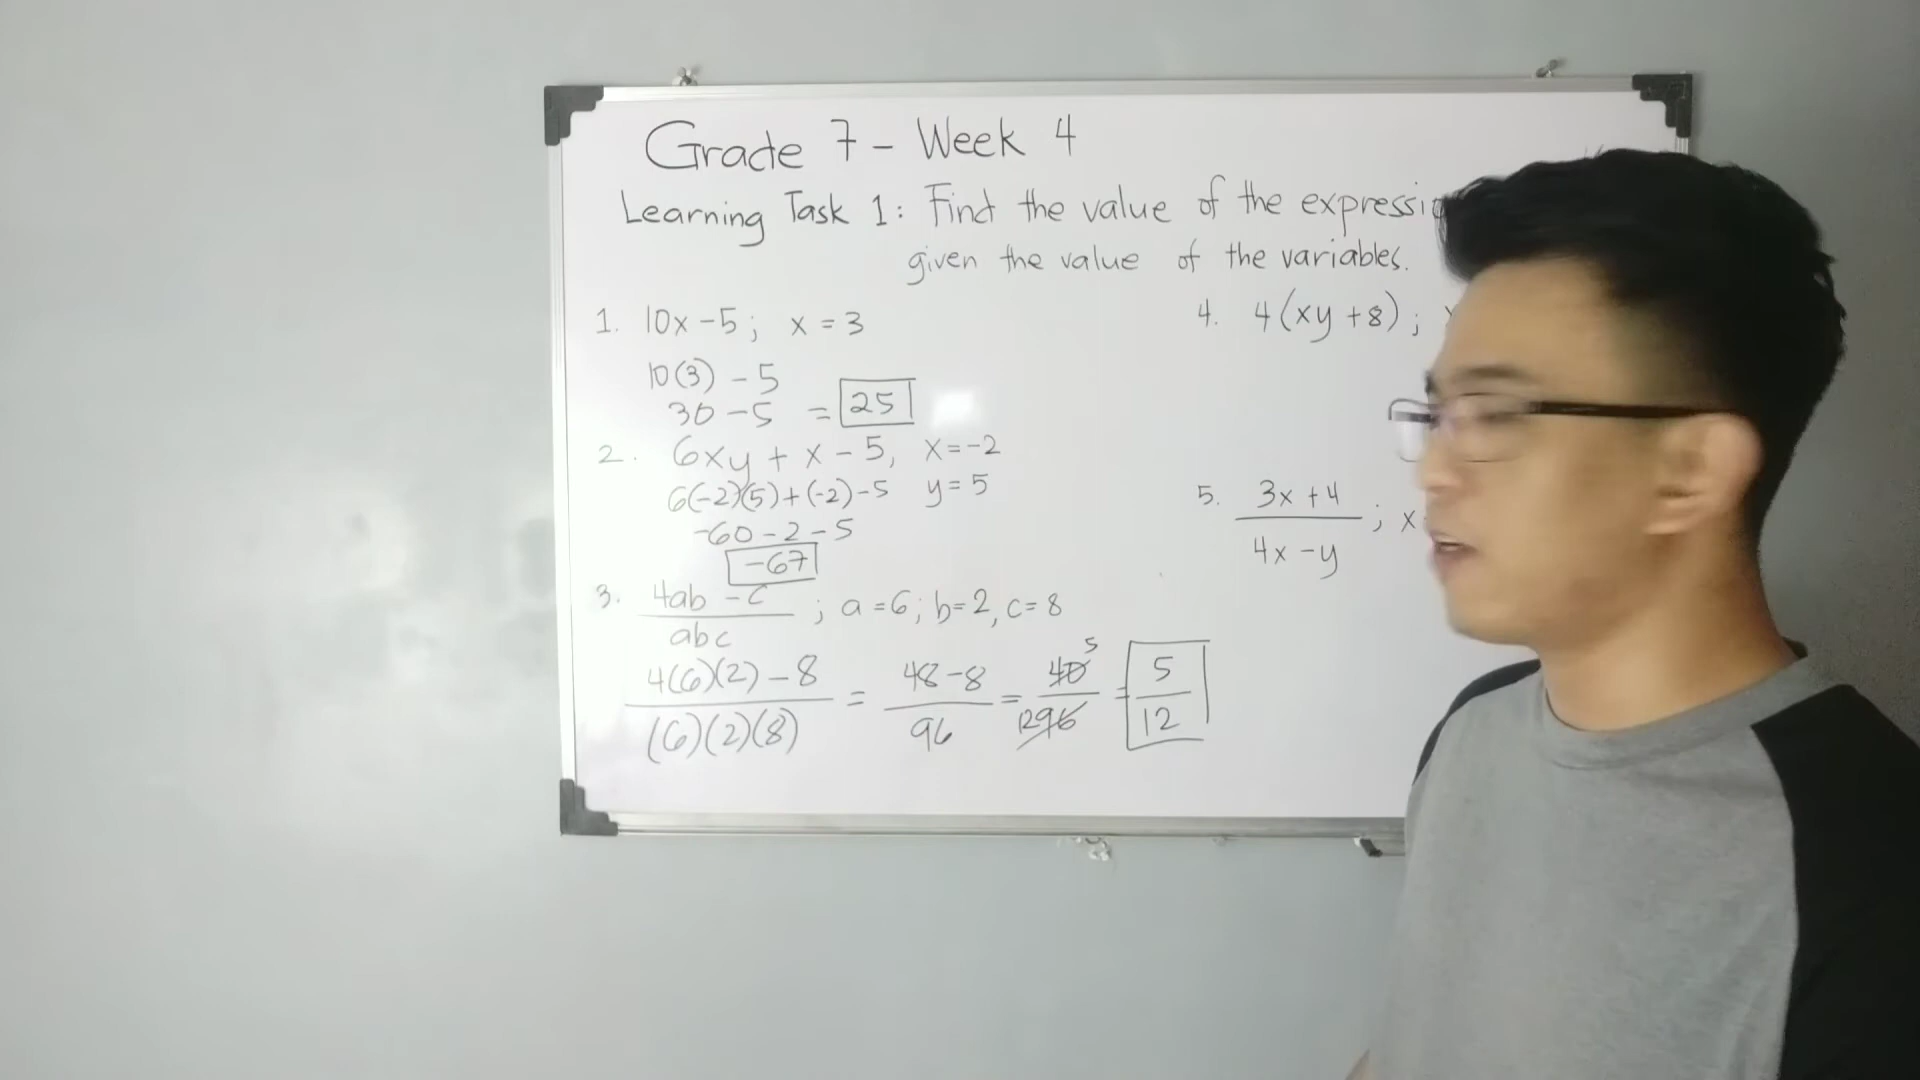 Grade 7 - Week 4
Learning Task 1: Find the value of the
given the value of the variables.
1. 10x - 5; x = 3
10(3) - 5
30 - 5 = 25
2. 6xy + x - 5, x = -2
6(-2)(5) + (-2) - 5 y = 5
-60 - 2 - 5
-67
3. 4ab - c
abc
; a = 6; b = 2, c = 8
4(6)(2) - 8
(6)(2)(8)
= 48 - 8
96
= 40 5
12 96
= 5
12
4. 4(xy + 8);
5. 3x + 4
4x - y
; x